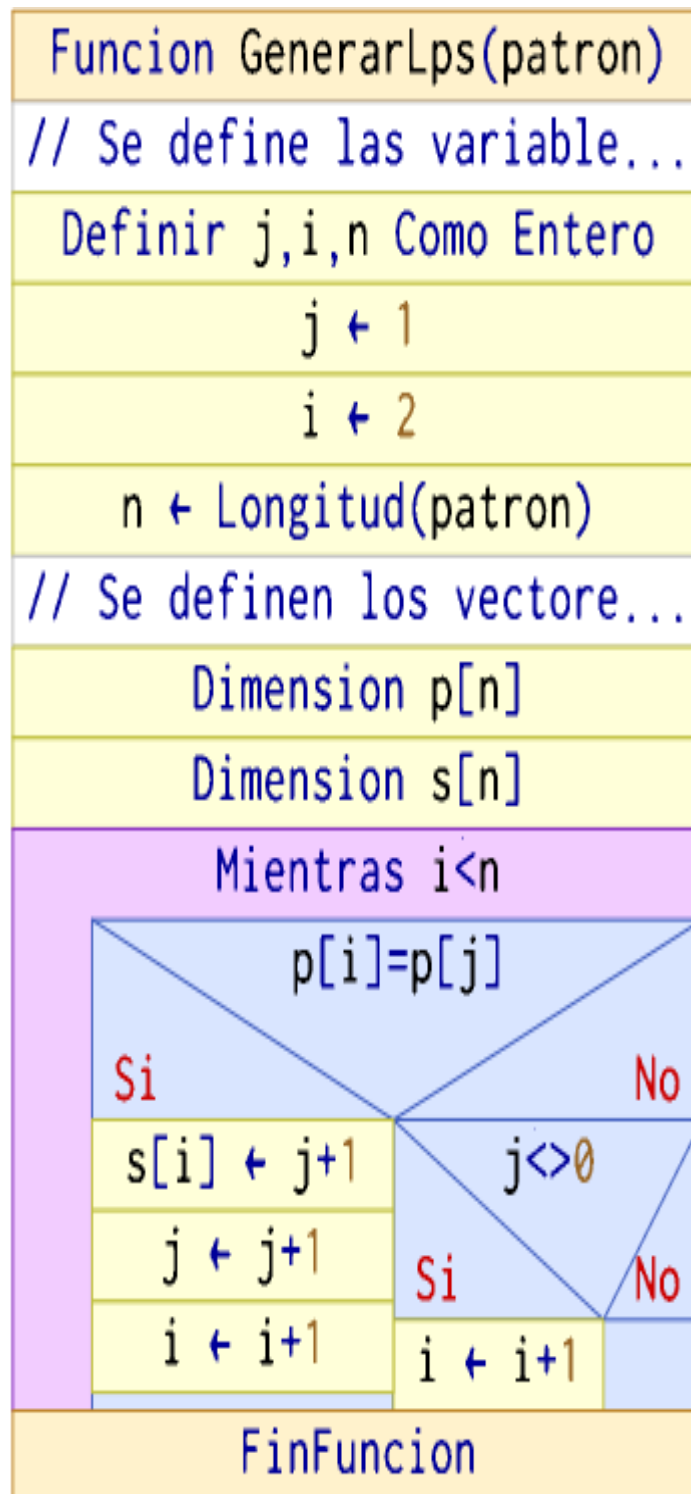 Funcion GenerarLps(patron)
// Se define las variable...
Definir j,i,n Como Entero
j ← 1
i ← 2
n ← Longitud(patron)
// Se definen los vectore...
Dimension p[n]
Dimension s[n]
Mientras i<n
p[i]=p[j]
Si
No
s[i] ← j+1
j ← j+1
i ← i+1
j<>0
Si
No
i ← i+1
FinFuncion